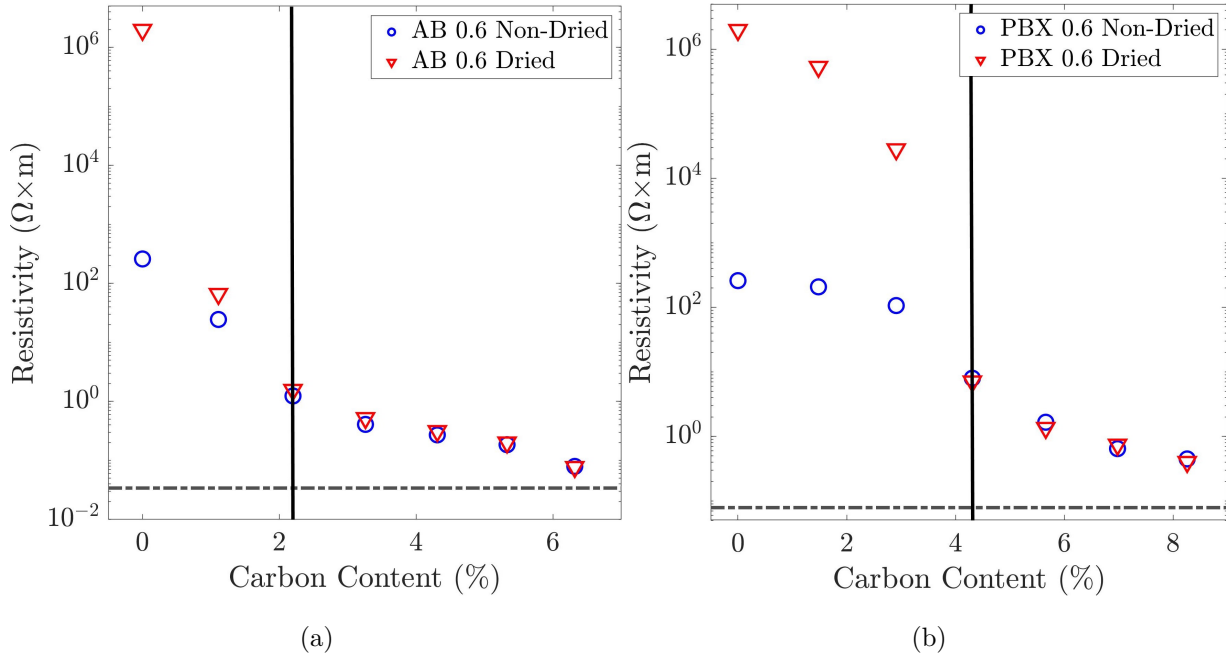 AB 0.6 Non-Dried
AB 0.6 Dried
10^6
10^4
10^2
10^0
10^-2
Resistivity (Ω×m)
0 2 4 6
Carbon Content (%)
(a)
PBX 0.6 Non-Dried
PBX 0.6 Dried
10^6
10^4
10^2
10^0
Resistivity (Ω×m)
0 2 4 6 8
Carbon Content (%)
(b)